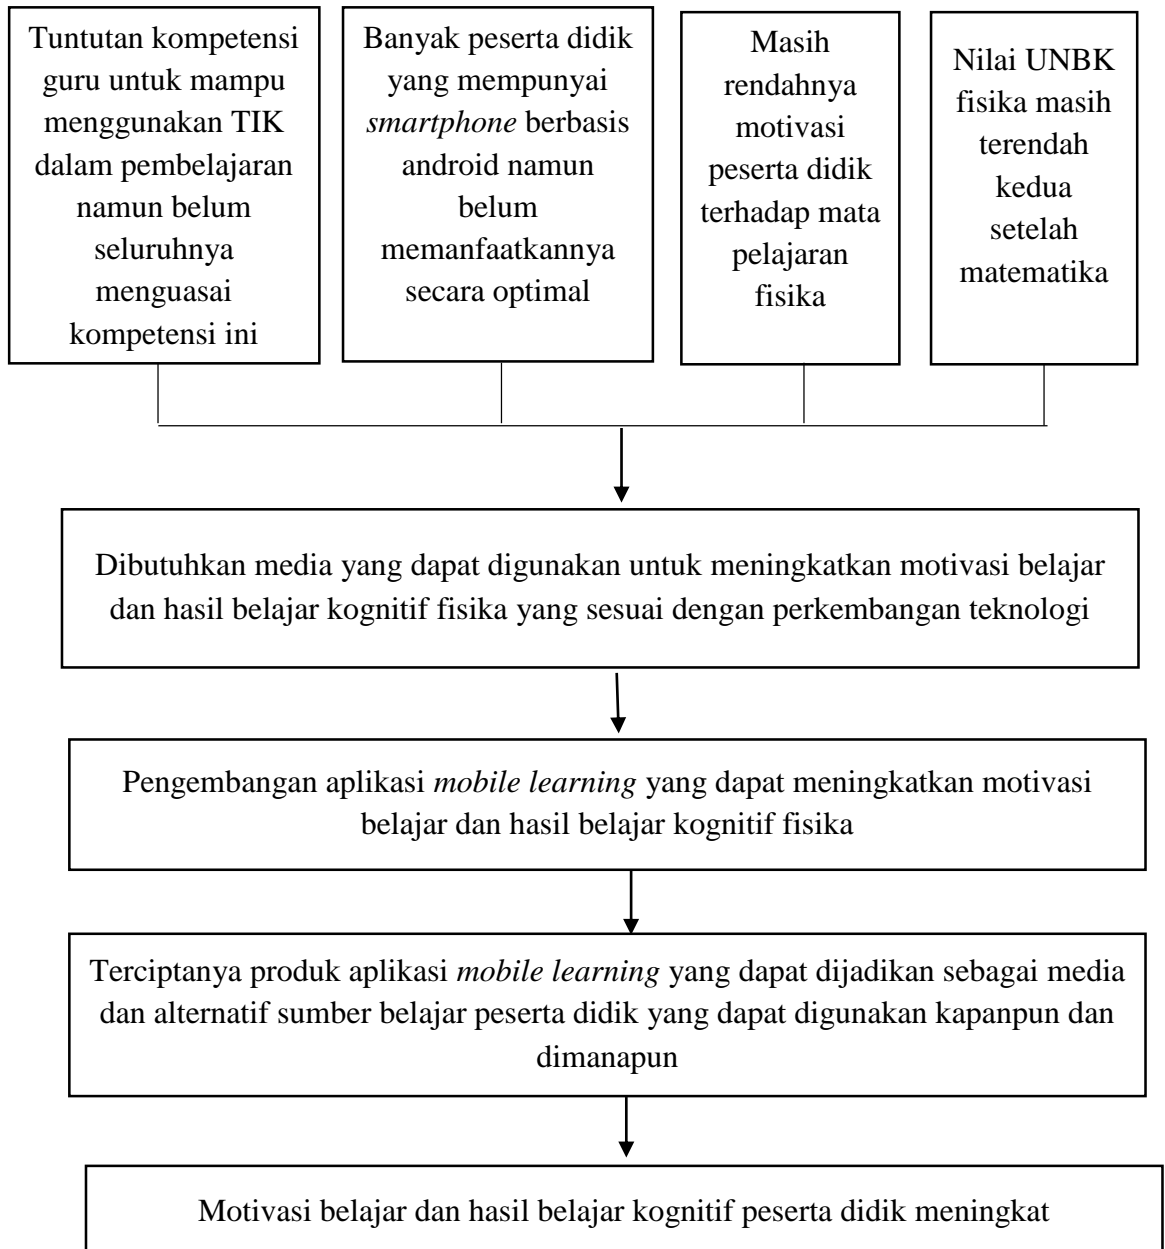 Tuntutan kompetensi
guru untuk mampu
menggunakan TIK
dalam pembelajaran
namun belum
seluruhnya
menguasai
kompetensi ini
Banyak peserta didik
yang mempunyai
smartphone berbasis
android namun
belum
memanfaatkannya
secara optimal
Masih
rendahnya
motivasi
peserta didik
terhadap mata
pelajaran
fisika
Nilai UNBK
fisika masih
terendah
kedua
setelah
matematika
Dibutuhkan media yang dapat digunakan untuk meningkatkan motivasi belajar
dan hasil belajar kognitif fisika yang sesuai dengan perkembangan teknologi
Pengembangan aplikasi mobile learning yang dapat meningkatkan motivasi
belajar dan hasil belajar kognitif fisika
Terciptanya produk aplikasi mobile learning yang dapat dijadikan sebagai media
dan alternatif sumber belajar peserta didik yang dapat digunakan kapanpun dan
dimanapun
Motivasi belajar dan hasil belajar kognitif peserta didik meningkat